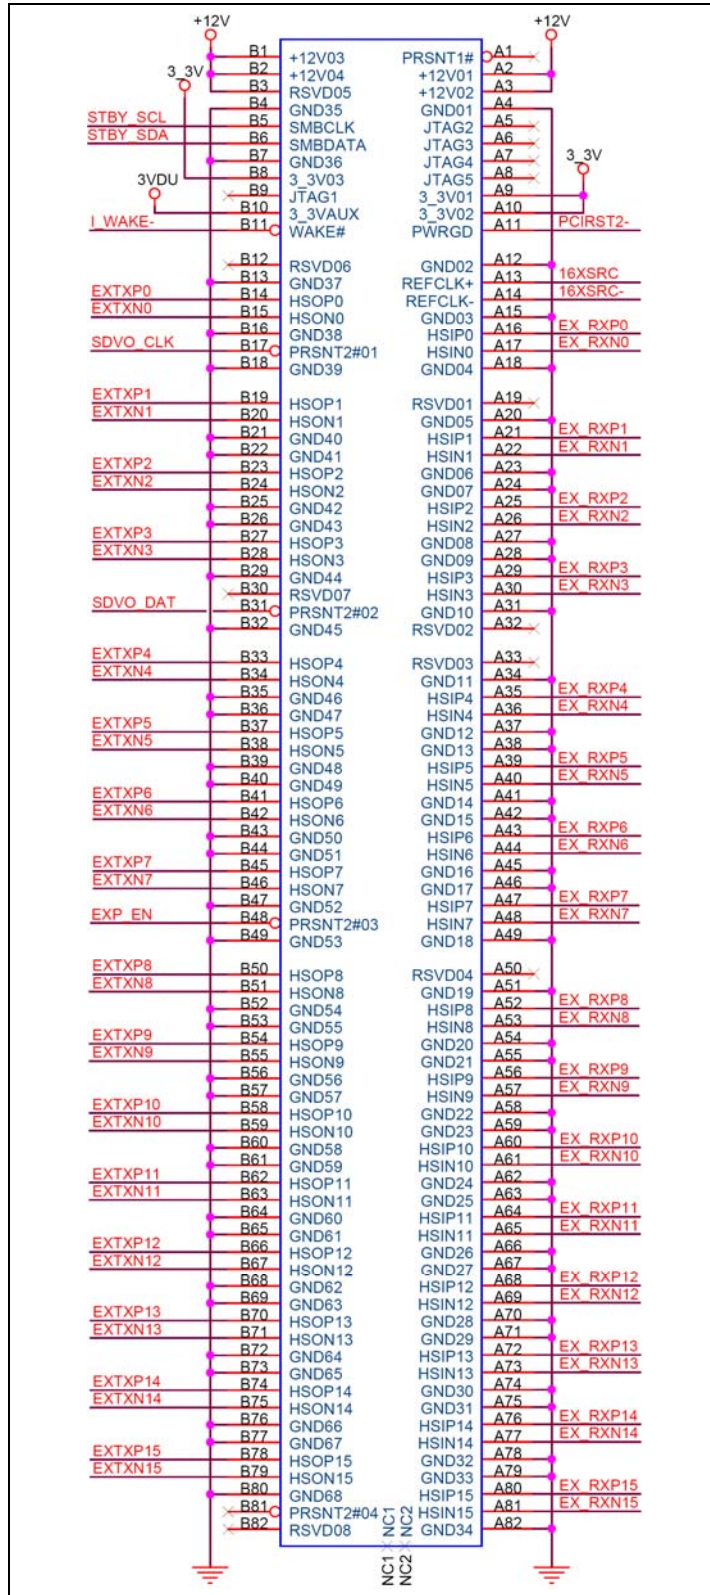 +12V +12V
B1 +12V03 PRSNT1# A1
B2 +12V04 +12V01 A2
3_3V B3 RSVD05 +12V02 A3
B4 GND35 GND01 A4
STBY_SCL B5 SMBCLK JTAG2 A5
STBY_SDA B6 SMBDATA JTAG3 A6
B7 GND36 JTAG4 A7
B8 3_3V03 JTAG5 A8 3_3V
3VDU B9 JTAG1 3_3V01 A9
B10 3_3VAUX 3_3V02 A10
I_WAKE- B11 WAKE# PWRGD A11 PCIRST2-
B12 RSVD06 GND02 A12
B13 GND37 REFCLK+ A13 16XSRC
EXTXP0 B14 HSOP0 REFCLK- A14 16XSRC-
EXTXN0 B15 HSON0 GND03 A15
B16 GND38 HSIP0 A16 EX_RXP0
SDVO_CLK B17 PRSNT2#01 HSIN0 A17 EX_RXN0
B18 GND39 GND04 A18
EXTXP1 B19 HSOP1 RSVD01 A19
EXTXN1 B20 HSON1 GND05 A20
B21 GND40 HSIP1 A21 EX_RXP1
B22 GND41 HSIN1 A22 EX_RXN1
EXTXP2 B23 HSOP2 GND06 A23
EXTXN2 B24 HSON2 GND07 A24
B25 GND42 HSIP2 A25 EX_RXP2
B26 GND43 HSIN2 A26 EX_RXN2
EXTXP3 B27 HSOP3 GND08 A27
EXTXN3 B28 HSON3 GND09 A28
B29 GND44 HSIP3 A29 EX_RXP3
B30 RSVD07 HSIN3 A30 EX_RXN3
SDVO_DAT B31 PRSNT2#02 GND10 A31
B32 GND45 RSVD02 A32
EXTXP4 B33 HSOP4 RSVD03 A33
EXTXN4 B34 HSON4 GND11 A34
B35 GND46 HSIP4 A35 EX_RXP4
B36 GND47 HSIN4 A36 EX_RXN4
EXTXP5 B37 HSOP5 GND12 A37
EXTXN5 B38 HSON5 GND13 A38
B39 GND48 HSIP5 A39 EX_RXP5
B40 GND49 HSIN5 A40 EX_RXN5
EXTXP6 B41 HSOP6 GND14 A41
EXTXN6 B42 HSON6 GND15 A42
B43 GND50 HSIP6 A43 EX_RXP6
B44 GND51 HSIN6 A44 EX_RXN6
EXTXP7 B45 HSOP7 GND16 A45
EXTXN7 B46 HSON7 GND17 A46
B47 GND52 HSIP7 A47 EX_RXP7
EXP_EN B48 PRSNT2#03 HSIN7 A48 EX_RXN7
B49 GND53 GND18 A49
EXTXP8 B50 HSOP8 RSVD04 A50
EXTXN8 B51 HSON8 GND19 A51
B52 GND54 HSIP8 A52 EX_RXP8
B53 GND55 HSIN8 A53 EX_RXN8
EXTXP9 B54 HSOP9 GND20 A54
EXTXN9 B55 HSON9 GND21 A55
B56 GND56 HSIP9 A56 EX_RXP9
B57 GND57 HSIN9 A57 EX_RXN9
EXTXP10 B58 HSOP10 GND22 A58
EXTXN10 B59 HSON10 GND23 A59
B60 GND58 HSIP10 A60 EX_RXP10
B61 GND59 HSIN10 A61 EX_RXN10
EXTXP11 B62 HSOP11 GND24 A62
EXTXN11 B63 HSON11 GND25 A63
B64 GND60 HSIP11 A64 EX_RXP11
B65 GND61 HSIN11 A65 EX_RXN11
EXTXP12 B66 HSOP12 GND26 A66
EXTXN12 B67 HSON12 GND27 A67
B68 GND62 HSIP12 A68 EX_RXP12
B69 GND63 HSIN12 A69 EX_RXN12
EXTXP13 B70 HSOP13 GND28 A70
EXTXN13 B71 HSON13 GND29 A71
B72 GND64 HSIP13 A72 EX_RXP13
B73 GND65 HSIN13 A73 EX_RXN13
EXTXP14 B74 HSOP14 GND30 A74
EXTXN14 B75 HSON14 GND31 A75
B76 GND66 HSIP14 A76 EX_RXP14
B77 GND67 HSIN14 A77 EX_RXN14
EXTXP15 B78 HSOP15 GND32 A78
EXTXN15 B79 HSON15 GND33 A79
B80 GND68 HSIP15 A80 EX_RXP15
B81 PRSNT2#04 NC1 NC2 HSIN15 A81 EX_RXN15
B82 RSVD08 GND34 A82
NC1 NC2